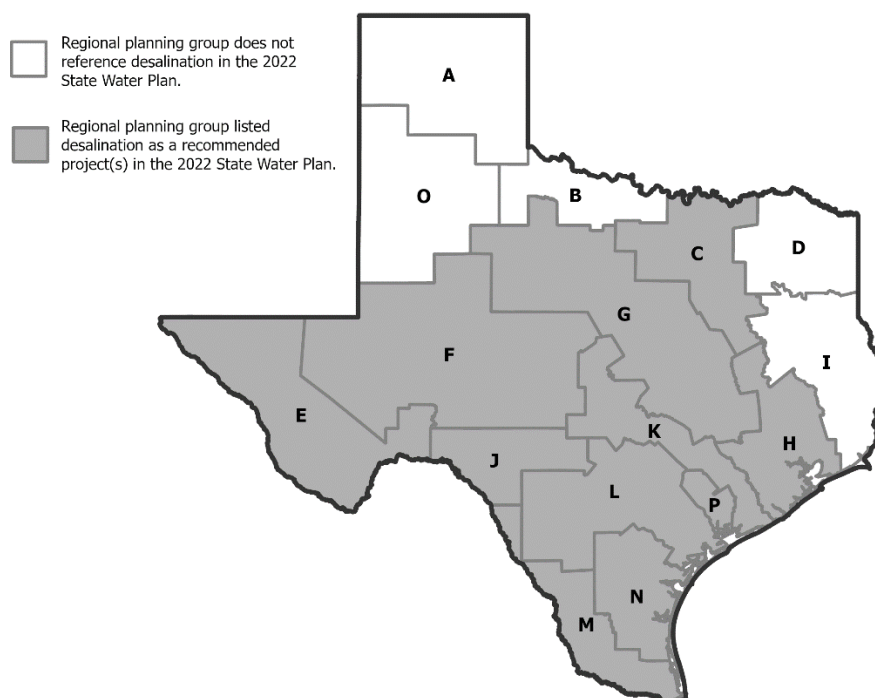 Regional planning group does not
reference desalination in the 2022
State Water Plan.
Regional planning group listed
desalination as a recommended
project(s) in the 2022 State Water Plan.
A
B
O
C
D
G
F
I
E
K
H
J
L
P
N
M